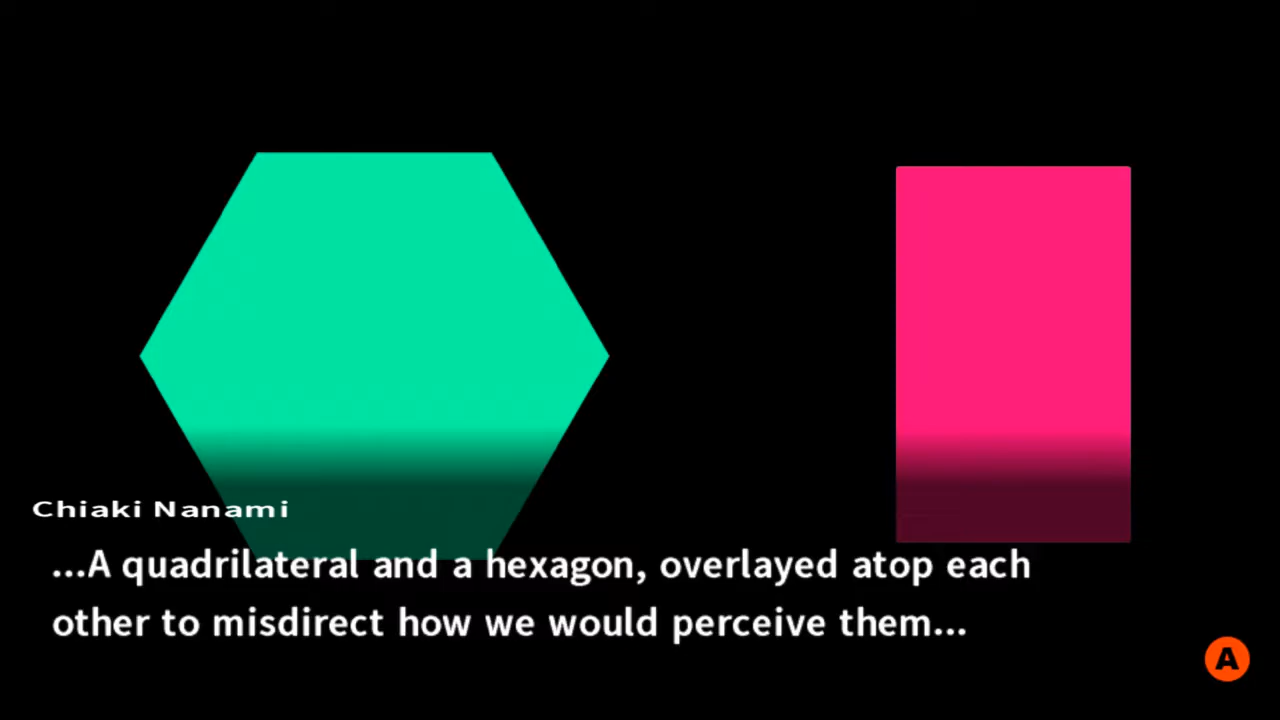 Chiaki Nanami
...A quadrilateral and a hexagon, overlayed atop each
other to misdirect how we would perceive them...
A